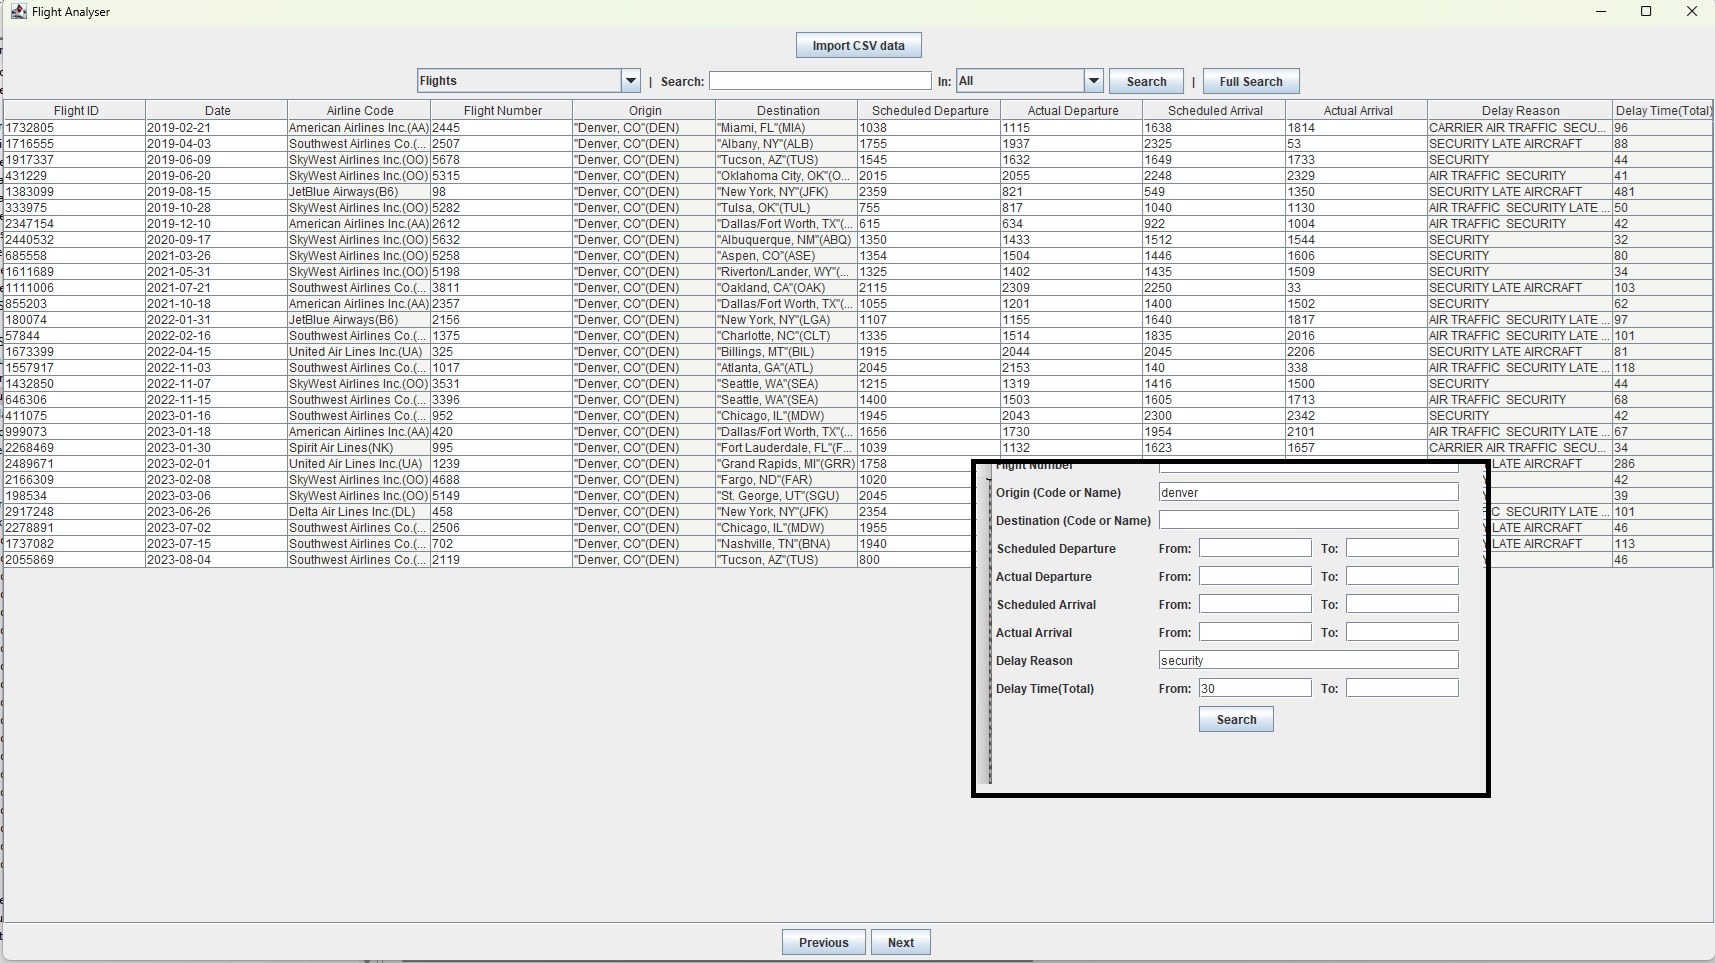 Flight Analyser
Import CSV data
Flights | Search: In: All Search | Full Search
Flight ID Date Airline Code Flight Number Origin Destination Scheduled Departure Actual Departure Scheduled Arrival Actual Arrival Delay Reason Delay Time(Total)
1732805 2019-02-21 American Airlines Inc.(AA) 2445 "Denver, CO"(DEN) "Miami, FL"(MIA) 1038 1115 1638 1814 CARRIER AIR TRAFFIC SECU... 96
1716555 2019-04-03 Southwest Airlines Co.(... 2507 "Denver, CO"(DEN) "Albany, NY"(ALB) 1755 1937 2325 53 SECURITY LATE AIRCRAFT 88
1917337 2019-06-09 SkyWest Airlines Inc.(OO) 5678 "Denver, CO"(DEN) "Tucson, AZ"(TUS) 1545 1632 1649 1733 SECURITY 44
431229 2019-06-20 SkyWest Airlines Inc.(OO) 5315 "Denver, CO"(DEN) "Oklahoma City, OK"(O... 2015 2055 2248 2329 AIR TRAFFIC SECURITY 41
1383099 2019-08-15 JetBlue Airways(B6) 98 "Denver, CO"(DEN) "New York, NY"(JFK) 2359 821 549 1350 SECURITY LATE AIRCRAFT 481
333975 2019-10-28 SkyWest Airlines Inc.(OO) 5282 "Denver, CO"(DEN) "Tulsa, OK"(TUL) 755 817 1040 1130 AIR TRAFFIC SECURITY LATE ... 50
2347154 2019-12-10 American Airlines Inc.(AA) 2612 "Denver, CO"(DEN) "Dallas/Fort Worth, TX"(... 615 634 922 1004 AIR TRAFFIC SECURITY 42
2440532 2020-09-17 SkyWest Airlines Inc.(OO) 5632 "Denver, CO"(DEN) "Albuquerque, NM"(ABQ) 1350 1433 1512 1544 SECURITY 32
685558 2021-03-26 SkyWest Airlines Inc.(OO) 5258 "Denver, CO"(DEN) "Aspen, CO"(ASE) 1354 1504 1446 1606 SECURITY 80
1611689 2021-05-31 SkyWest Airlines Inc.(OO) 5198 "Denver, CO"(DEN) "Riverton/Lander, WY"(... 1325 1402 1435 1509 SECURITY 34
1111006 2021-07-21 Southwest Airlines Co.(... 3811 "Denver, CO"(DEN) "Oakland, CA"(OAK) 2115 2309 2250 33 SECURITY LATE AIRCRAFT 103
855203 2021-10-18 American Airlines Inc.(AA) 2357 "Denver, CO"(DEN) "Dallas/Fort Worth, TX"(... 1055 1201 1400 1502 SECURITY 62
180074 2022-01-31 JetBlue Airways(B6) 2156 "Denver, CO"(DEN) "New York, NY"(LGA) 1107 1155 1640 1817 AIR TRAFFIC SECURITY LATE ... 97
57844 2022-02-16 Southwest Airlines Co.(... 1375 "Denver, CO"(DEN) "Charlotte, NC"(CLT) 1335 1514 1835 2016 AIR TRAFFIC SECURITY LATE ... 101
1673399 2022-04-15 United Air Lines Inc.(UA) 325 "Denver, CO"(DEN) "Billings, MT"(BIL) 1915 2044 2045 2206 SECURITY LATE AIRCRAFT 81
1557917 2022-11-03 Southwest Airlines Co.(... 1017 "Denver, CO"(DEN) "Atlanta, GA"(ATL) 2045 2153 140 338 AIR TRAFFIC SECURITY LATE ... 118
1432850 2022-11-07 SkyWest Airlines Inc.(OO) 3531 "Denver, CO"(DEN) "Seattle, WA"(SEA) 1215 1319 1416 1500 SECURITY 44
646306 2022-11-15 Southwest Airlines Co.(... 3396 "Denver, CO"(DEN) "Seattle, WA"(SEA) 1400 1503 1605 1713 AIR TRAFFIC SECURITY 68
411075 2023-01-16 Southwest Airlines Co.(... 952 "Denver, CO"(DEN) "Chicago, IL"(MDW) 1945 2043 2300 2342 SECURITY 42
999073 2023-01-18 American Airlines Inc.(AA) 420 "Denver, CO"(DEN) "Dallas/Fort Worth, TX"(... 1656 1730 1954 2101 AIR TRAFFIC SECURITY LATE ... 67
2268469 2023-01-30 Spirit Air Lines(NK) 995 "Denver, CO"(DEN) "Fort Lauderdale, FL"(F... 1039 1132 1623 1657 CARRIER AIR TRAFFIC SECU... 34
2489671 2023-02-01 United Air Lines Inc.(UA) 1239 "Denver, CO"(DEN) "Grand Rapids, MI"(GRR) 1758 LATE AIRCRAFT 286
2166309 2023-02-08 SkyWest Airlines Inc.(OO) 4688 "Denver, CO"(DEN) "Fargo, ND"(FAR) 1020 42
198534 2023-03-06 SkyWest Airlines Inc.(OO) 5149 "Denver, CO"(DEN) "St. George, UT"(SGU) 2045 39
2917248 2023-06-26 Delta Air Lines Inc.(DL) 458 "Denver, CO"(DEN) "New York, NY"(JFK) 2354 C SECURITY LATE ... 101
2278891 2023-07-02 Southwest Airlines Co.(... 2506 "Denver, CO"(DEN) "Chicago, IL"(MDW) 1955 LATE AIRCRAFT 46
1737082 2023-07-15 Southwest Airlines Co.(... 702 "Denver, CO"(DEN) "Nashville, TN"(BNA) 1940 LATE AIRCRAFT 113
2055869 2023-08-04 Southwest Airlines Co.(... 2119 "Denver, CO"(DEN) "Tucson, AZ"(TUS) 800 46
Flight Number
Origin (Code or Name) denver
Destination (Code or Name)
Scheduled Departure From: To:
Actual Departure From: To:
Scheduled Arrival From: To:
Actual Arrival From: To:
Delay Reason security
Delay Time(Total) From: 30 To:
Search
Previous Next